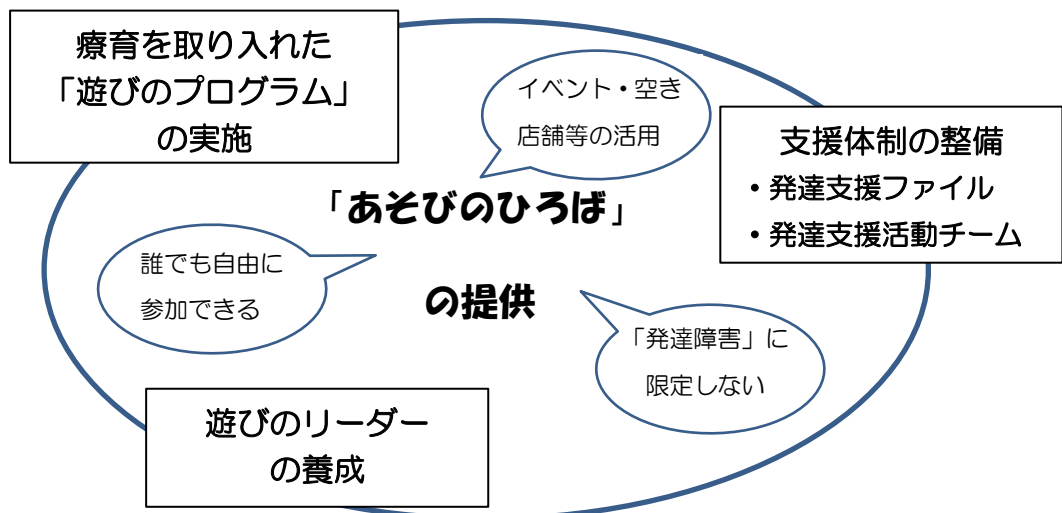 療育を取り入れた
「遊びのプログラム」
の実施
イベント・空き
店舗等の活用
支援体制の整備
・発達支援ファイル
・発達支援活動チーム
「あそびのひろば」
の提供
誰でも自由に
参加できる
「発達障害」に
限定しない
遊びのリーダー
の養成